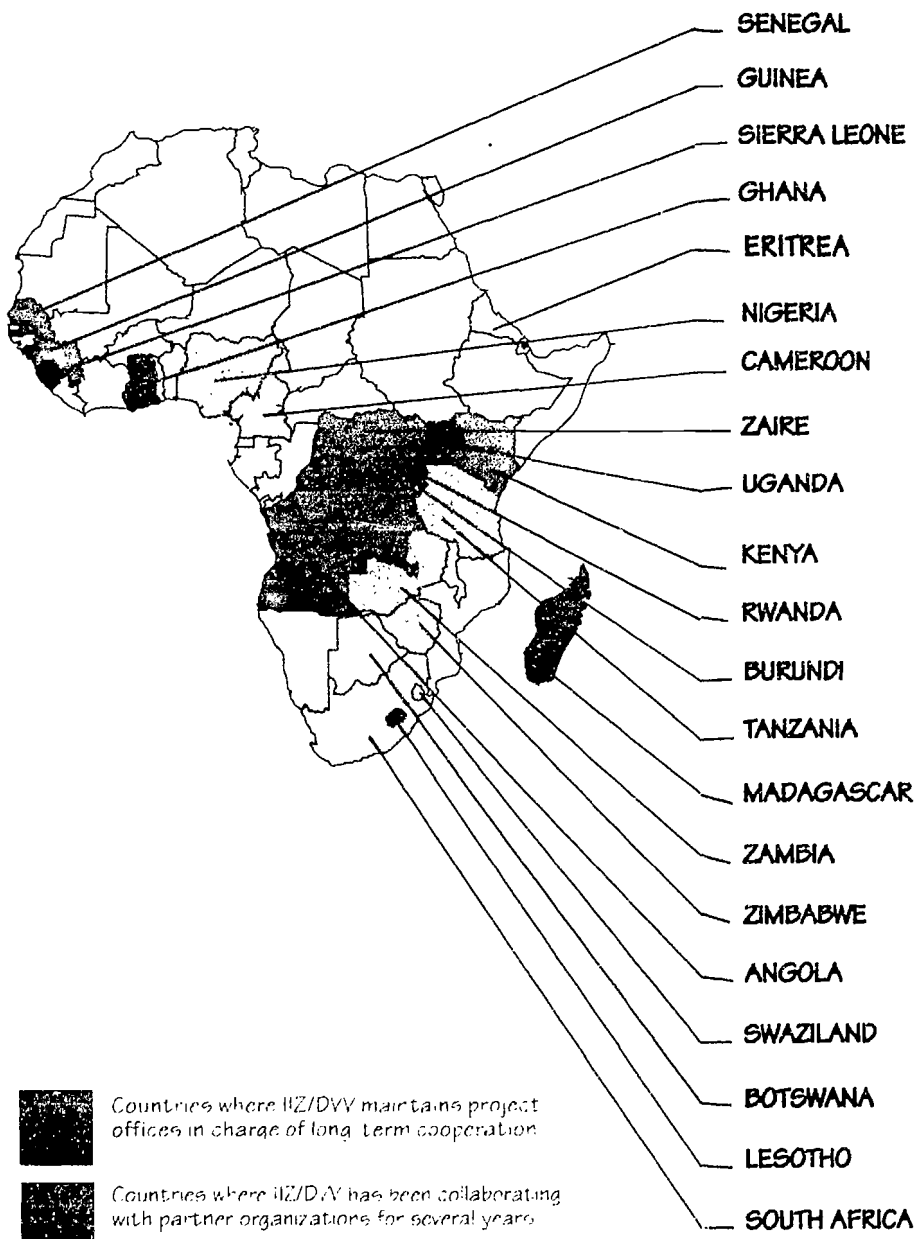 SENEGAL
GUINEA
SIERRA LEONE
GHANA
ERITREA
NIGERIA
CAMEROON
ZAIRE
UGANDA
KENYA
RWANDA
BURUNDI
TANZANIA
MADAGASCAR
ZAMBIA
ZIMBABWE
ANGOLA
SWAZILAND
BOTSWANA
LESOTHO
SOUTH AFRICA
Countries where IIZ/DVV maintains project
offices in charge of long term cooperation
Countries where IIZ/DVV has been collaborating
with partner organizations for several years